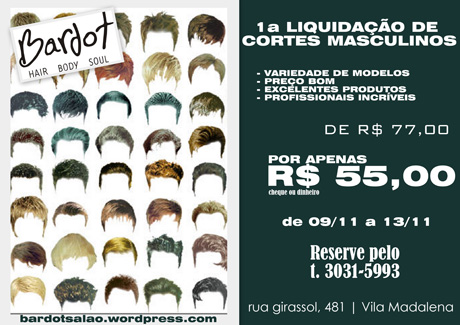 Bardot
HAIR BODY SOUL
bardotsalao.wordpress.com
1a LIQUIDAÇÃO DE
CORTES MASCULINOS
- VARIEDADE DE MODELOS
- PREÇO BOM
- EXCELENTES PRODUTOS
- PROFISSIONAIS INCRÍVEIS
DE R$ 77,00
POR APENAS
R$ 55,00
cheque ou dinheiro
de 09/11 a 13/11
Reserve pelo
t. 3031-5993
rua girassol, 481 | Vila Madalena